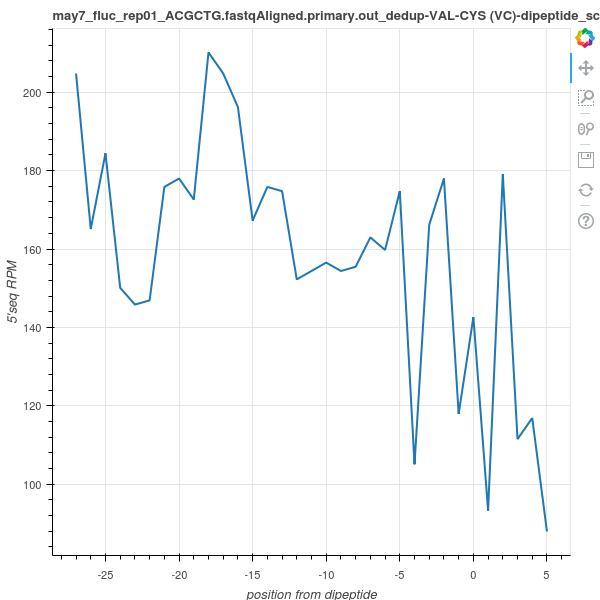 may7_fluc_rep01_ACGCTG.fastqAligned.primary.out_dedup-VAL-CYS (VC)-dipeptide_sc
200
180
160
140
120
100
5'seq RPM
-25 -20 -15 -10 -5 0 5
position from dipeptide